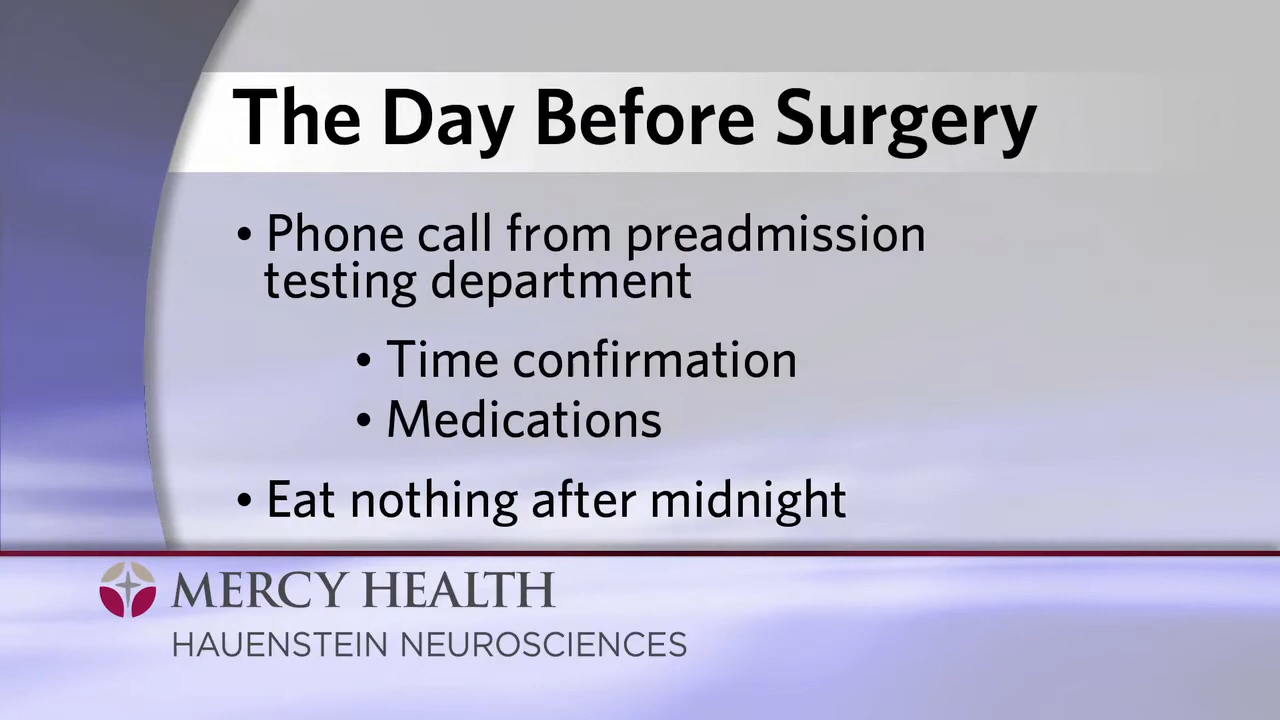 The Day Before Surgery
• Phone call from preadmission
testing department
• Time confirmation
• Medications
• Eat nothing after midnight
MERCY HEALTH
HAUENSTEIN NEUROSCIENCES